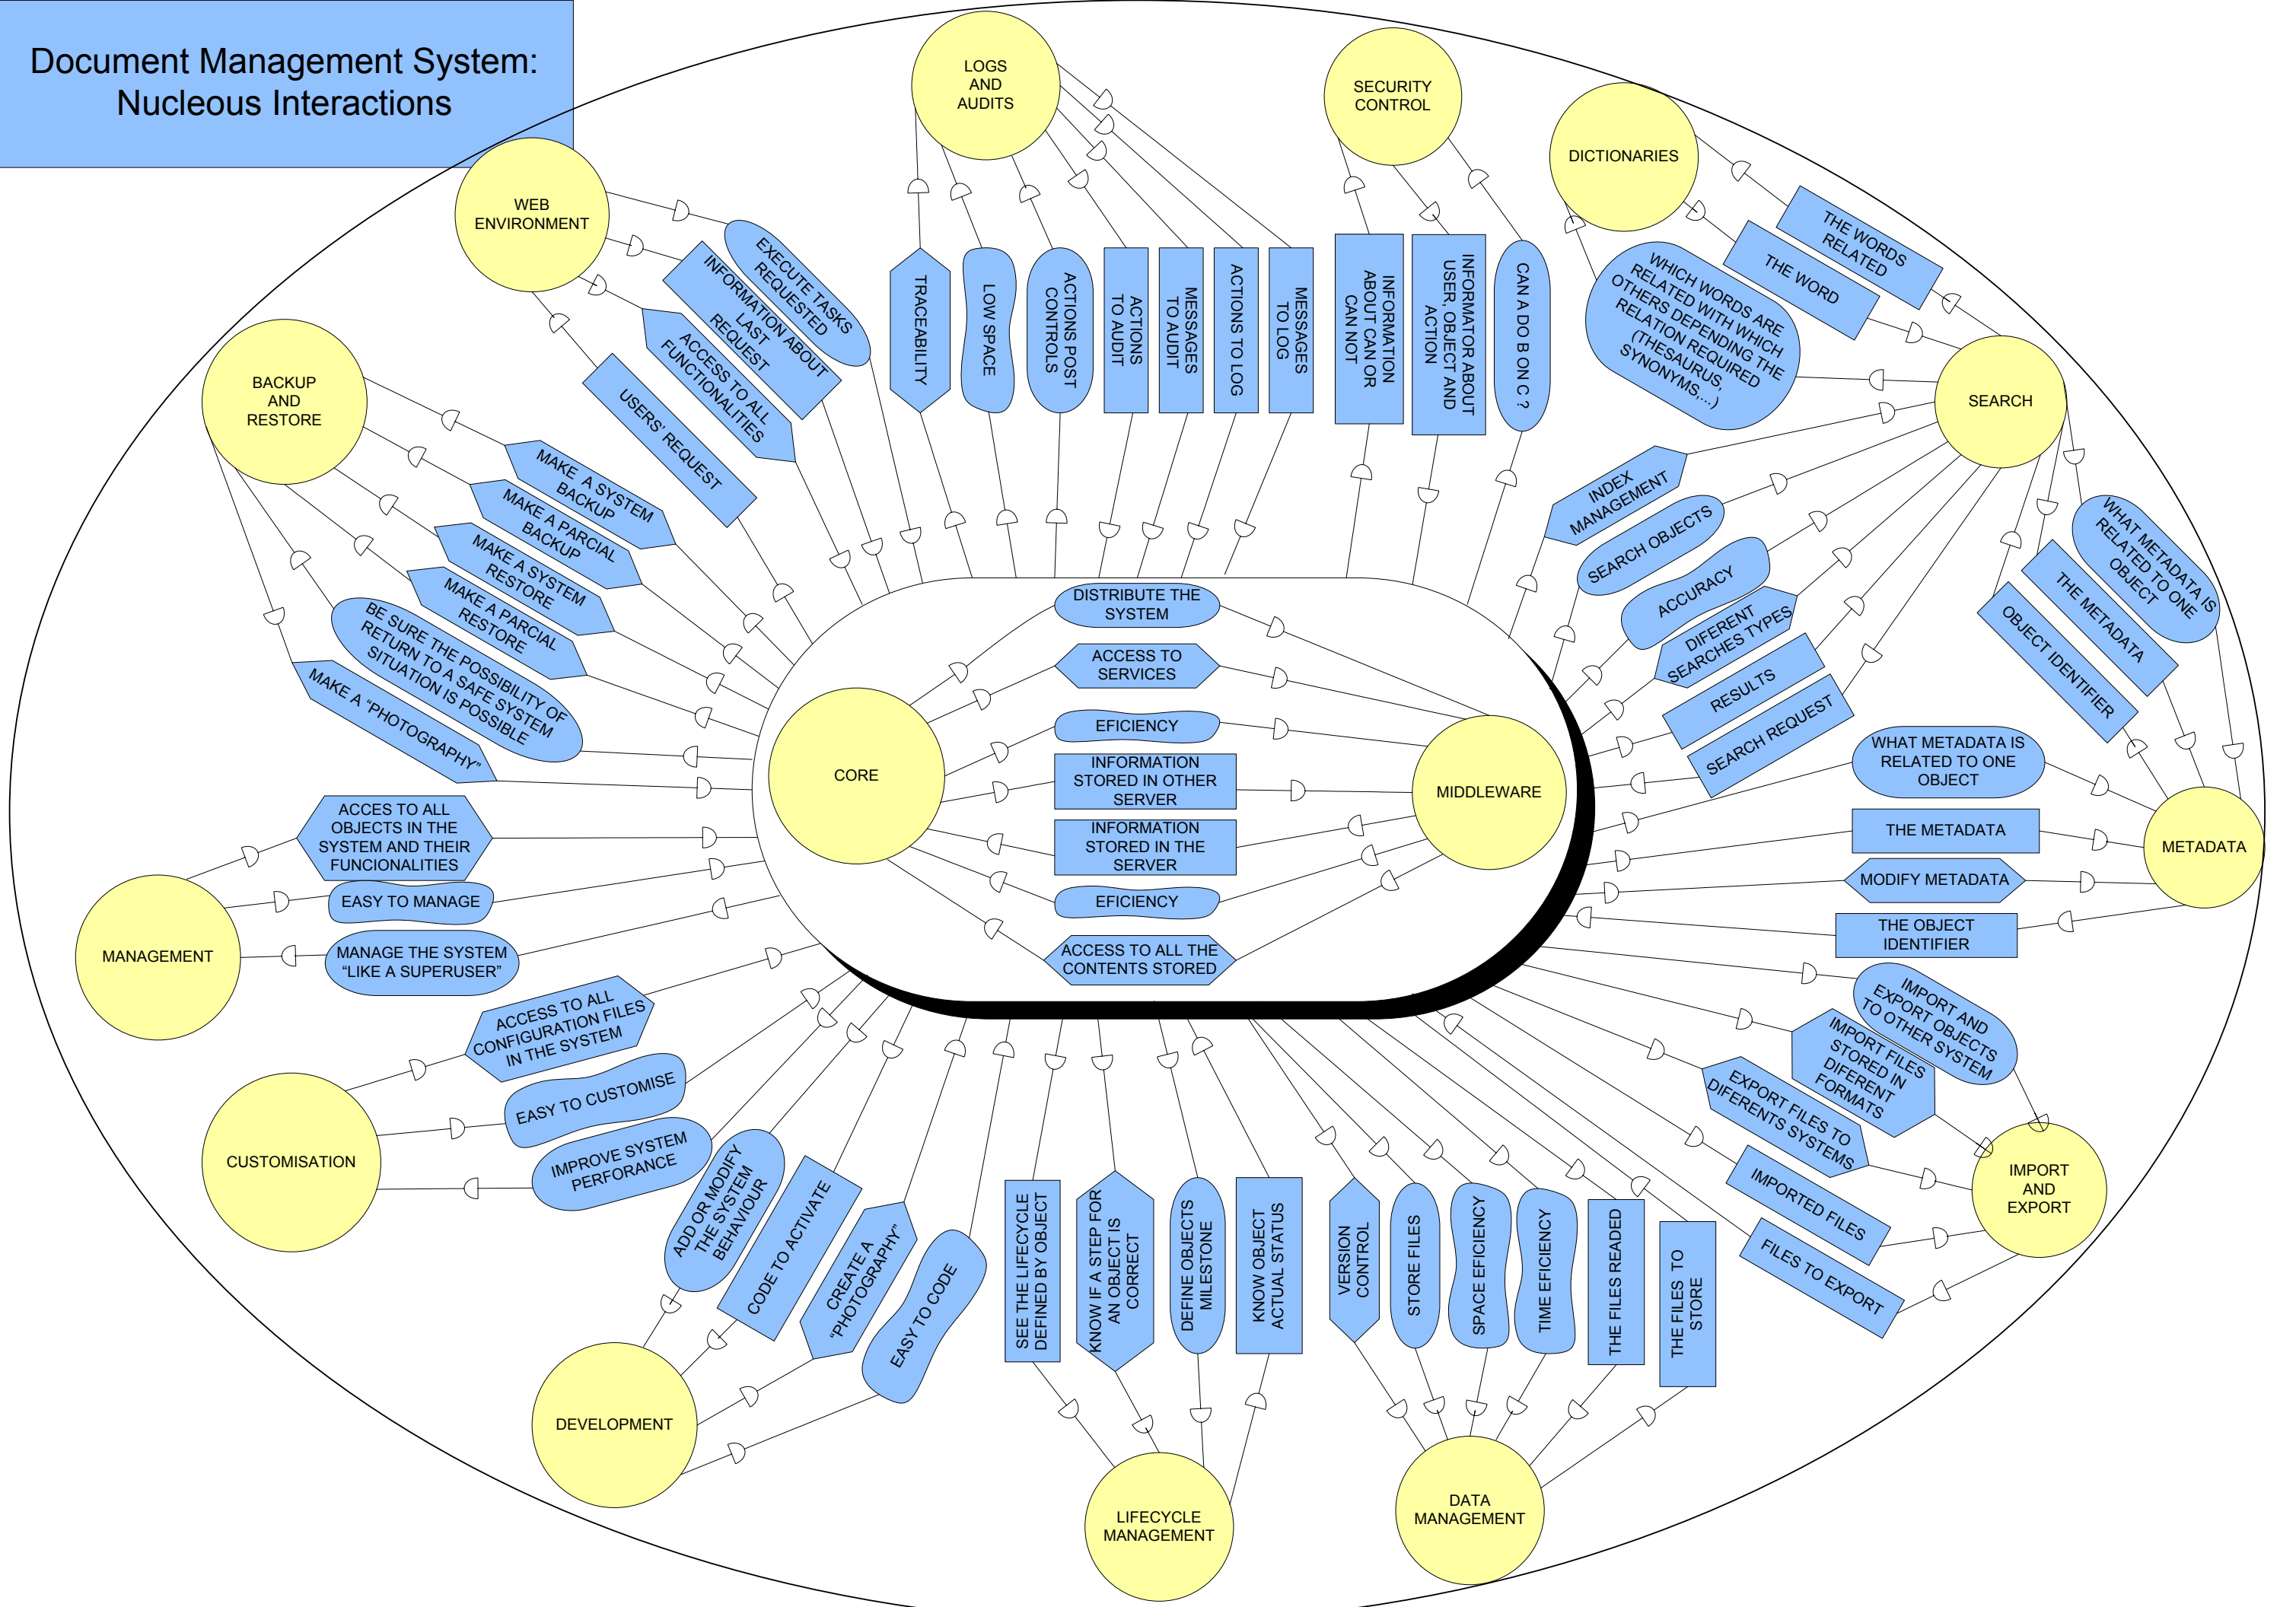 Document Management System:
Nucleous Interactions
LOGS
AND
AUDITS
SECURITY
CONTROL
DICTIONARIES
WEB
ENVIRONMENT
BACKUP
AND
RESTORE
SEARCH
EXECUTE TASKS
REQUESTED
INFORMATION ABOUT
LAST
REQUEST
ACCESS TO ALL
FUNCTIONALITIES
USERS' REQUEST
TRACEABILITY
LOW SPACE
ACTIONS POST
CONTROLS
ACTIONS
TO AUDIT
MESSAGES
TO AUDIT
ACTIONS TO LOG
MESSAGES
TO LOG
INFORMATION
ABOUT CAN OR
CAN NOT
INFORMATOR ABOUT
USER, OBJECT AND
ACTION
CAN A DO B ON C ?
THE WORDS
RELATED
THE WORD
WHICH WORDS ARE
RELATED WITH WHICH
OTHERS DEPENDING THE
RELATION REQUIRED
(THESAURUS,
SYNONYMS,...)
MAKE A SYSTEM
BACKUP
MAKE A PARCIAL
BACKUP
MAKE A SYSTEM
RESTORE
MAKE A PARCIAL
RESTORE
BE SURE THE POSSIBILITY OF
RETURN TO A SAFE SYSTEM
SITUATION IS POSSIBLE
MAKE A “PHOTOGRAPHY”
INDEX
MANAGEMENT
SEARCH OBJECTS
ACCURACY
DIFERENT
SEARCHES TYPES
RESULTS
SEARCH REQUEST
WHAT METADATA IS
RELATED TO ONE
OBJECT
THE METADATA
OBJECT IDENTIFIER
DISTRIBUTE THE
SYSTEM
ACCESS TO
SERVICES
EFICIENCY
INFORMATION
STORED IN OTHER
SERVER
INFORMATION
STORED IN THE
SERVER
EFICIENCY
ACCESS TO ALL THE
CONTENTS STORED
CORE
MIDDLEWARE
WHAT METADATA IS
RELATED TO ONE
OBJECT
THE METADATA
MODIFY METADATA
THE OBJECT
IDENTIFIER
METADATA
ACCES TO ALL
OBJECTS IN THE
SYSTEM AND THEIR
FUNCIONALITIES
EASY TO MANAGE
MANAGE THE SYSTEM
“LIKE A SUPERUSER”
MANAGEMENT
ACCESS TO ALL
CONFIGURATION FILES
IN THE SYSTEM
EASY TO CUSTOMISE
IMPROVE SYSTEM
PERFORANCE
CUSTOMISATION
IMPORT AND
EXPORT OBJECTS
TO OTHER SYSTEM
IMPORT FILES
STORED IN
DIFERENT
FORMATS
EXPORT FILES TO
DIFERENTS SYSTEMS
IMPORTED FILES
FILES TO EXPORT
IMPORT
AND
EXPORT
ADD OR MODIFY
THE SYSTEM
BEHAVIOUR
CODE TO ACTIVATE
CREATE A
“PHOTOGRAPHY”
EASY TO CODE
DEVELOPMENT
SEE THE LIFECYCLE
DEFINED BY OBJECT
KNOW IF A STEP FOR
AN OBJECT IS
CORRECT
DEFINE OBJECTS
MILESTONE
KNOW OBJECT
ACTUAL STATUS
LIFECYCLE
MANAGEMENT
VERSION
CONTROL
STORE FILES
SPACE EFICIENCY
TIME EFICIENCY
THE FILES READED
THE FILES TO
STORE
DATA
MANAGEMENT